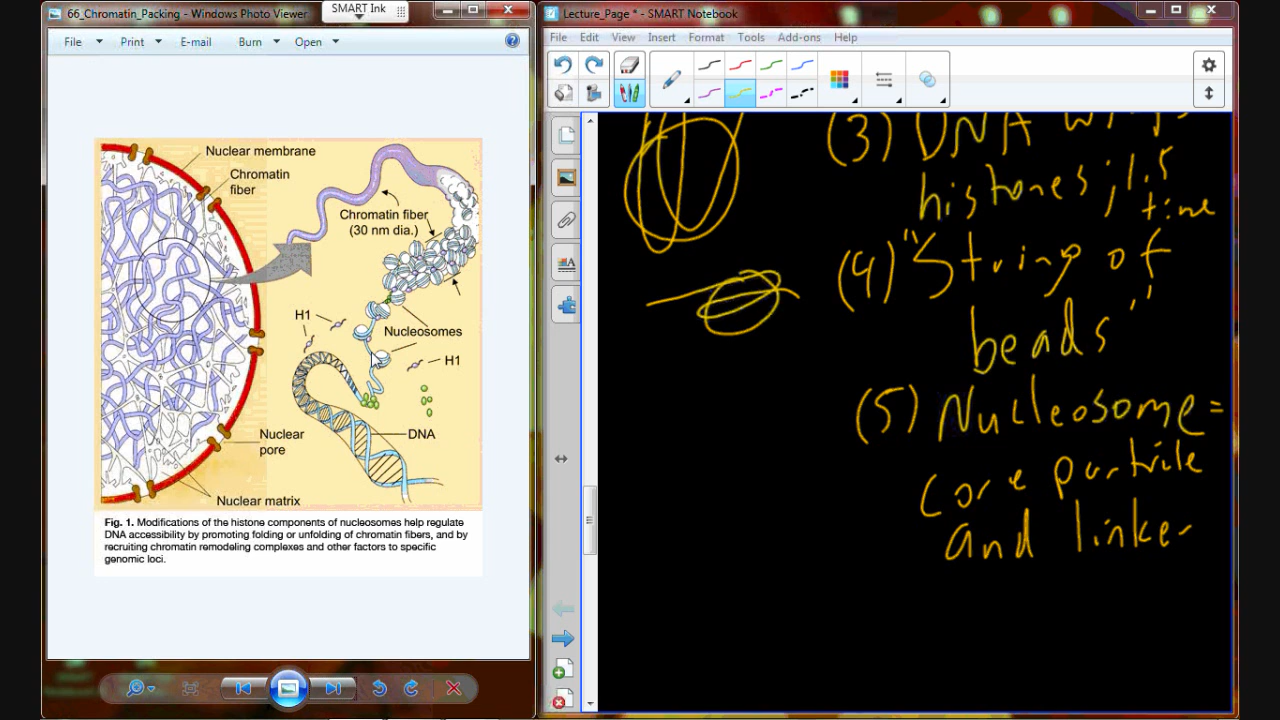 66_Chromatin_Packing - Windows Photo Viewer
SMART Ink
File Print E-mail Burn Open
Nuclear membrane
Chromatin
fiber
Chromatin fiber
(30 nm dia.)
H1
Nucleosomes
H1
DNA
Nuclear
pore
Nuclear matrix
Fig. 1. Modifications of the histone components of nucleosomes help regulate
DNA accessibility by promoting folding or unfolding of chromatin fibers, and by
recruiting chromatin remodeling complexes and other factors to specific
genomic loci.
Lecture_Page * - SMART Notebook
File Edit View Insert Format Tools Add-ons Help
(3) DNA
histones; 1.5
time
(4) "String of
beads"
(5) Nucleosome =
core particle
and linker